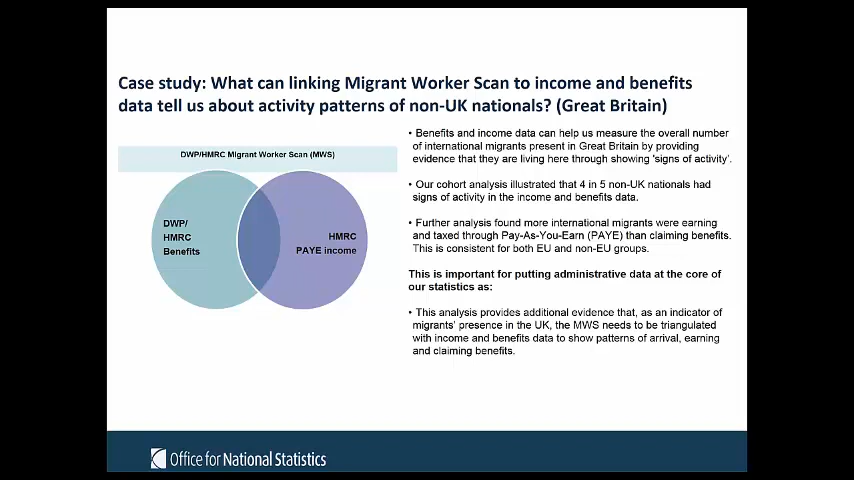 Case study: What can linking Migrant Worker Scan to income and benefits
data tell us about activity patterns of non-UK nationals? (Great Britain)
DWP/HMRC Migrant Worker Scan (MWS)
DWP/
HMRC
Benefits
HMRC
PAYE income
• Benefits and income data can help us measure the overall number
of international migrants present in Great Britain by providing
evidence that they are living here through showing 'signs of activity'.
• Our cohort analysis illustrated that 4 in 5 non-UK nationals had
signs of activity in the income and benefits data.
• Further analysis found more international migrants were earning
and taxed through Pay-As-You-Earn (PAYE) than claiming benefits.
This is consistent for both EU and non-EU groups.
This is important for putting administrative data at the core of
our statistics as:
• This analysis provides additional evidence that, as an indicator of
migrants' presence in the UK, the MWS needs to be triangulated
with income and benefits data to show patterns of arrival, earning
and claiming benefits.
Office for National Statistics